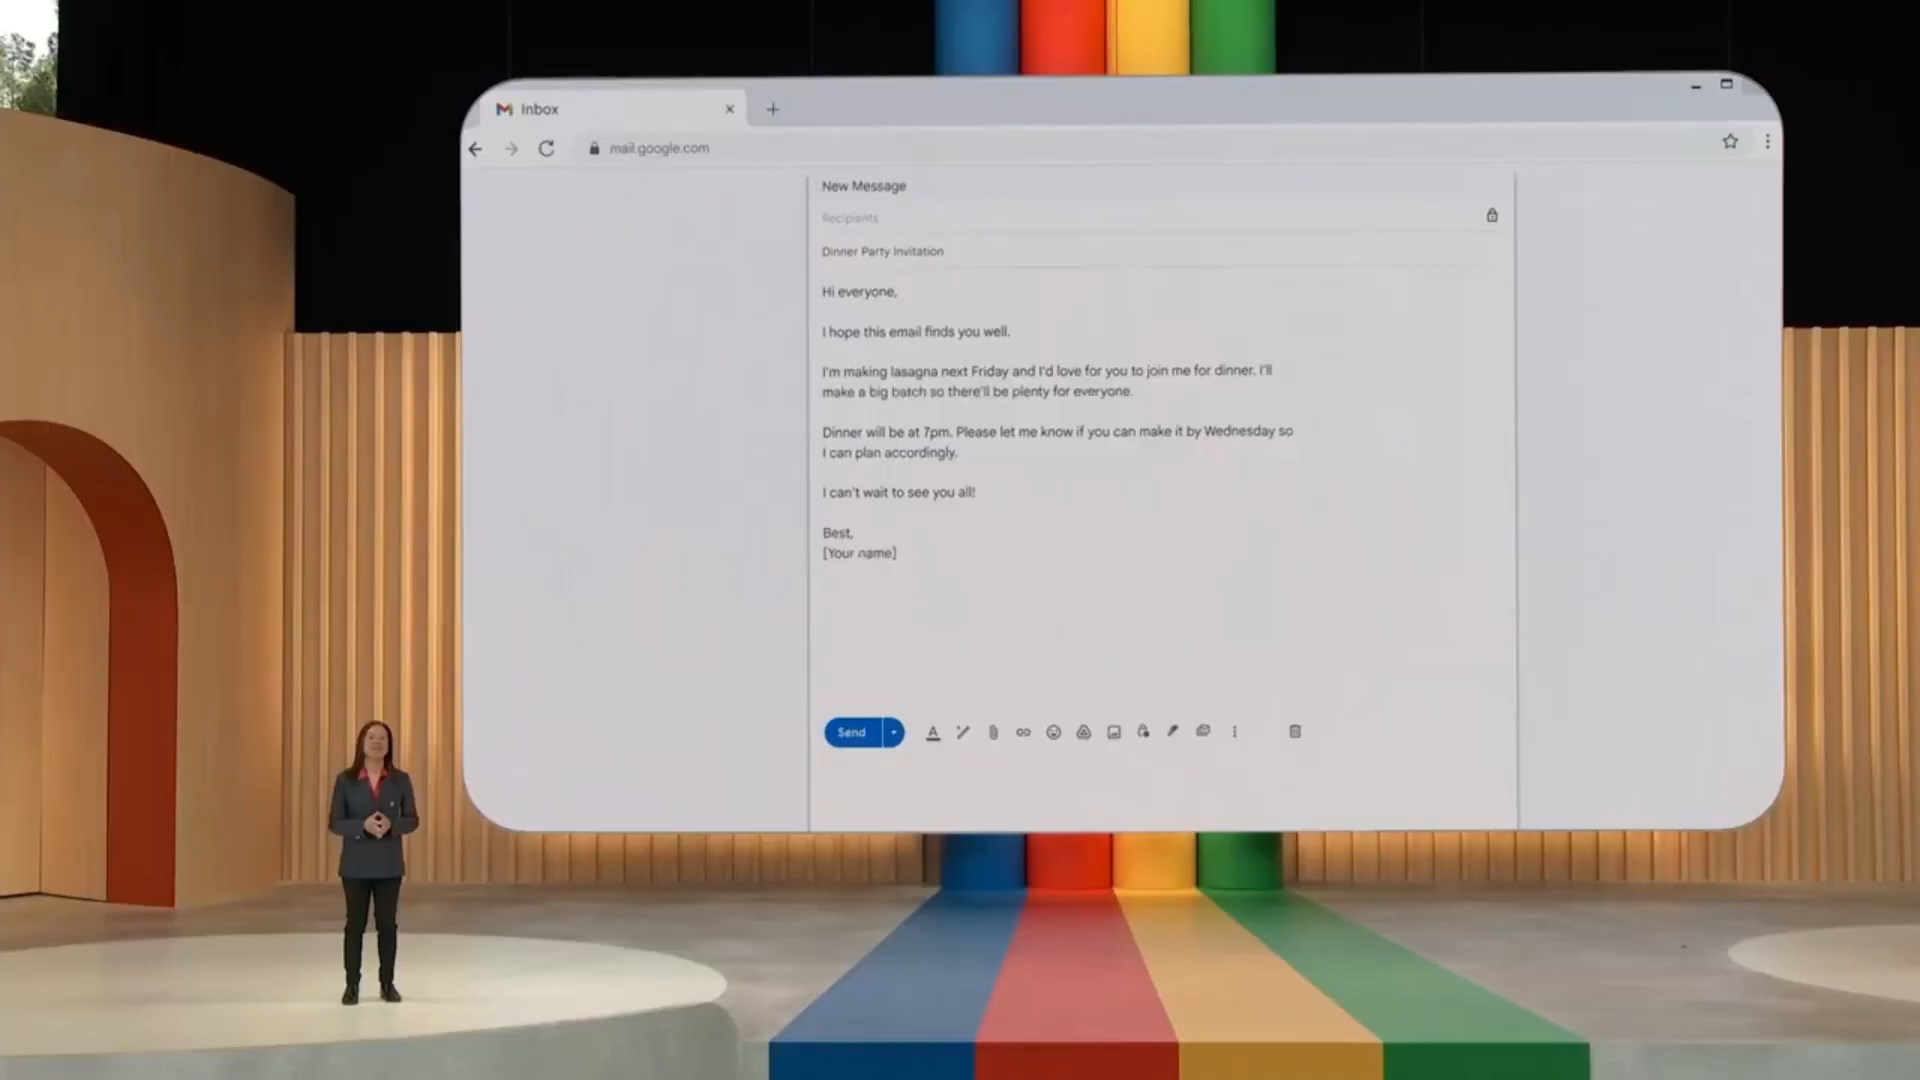 Inbox
mail.google.com
New Message
Recipients
Dinner Party Invitation
Hi everyone,
I hope this email finds you well.
I'm making lasagna next Friday and I'd love for you to join me for dinner. I'll
make a big batch so there'll be plenty for everyone.
Dinner will be at 7pm. Please let me know if you can make it by Wednesday so
I can plan accordingly.
I can't wait to see you all!
Best,
[Your name]
Send